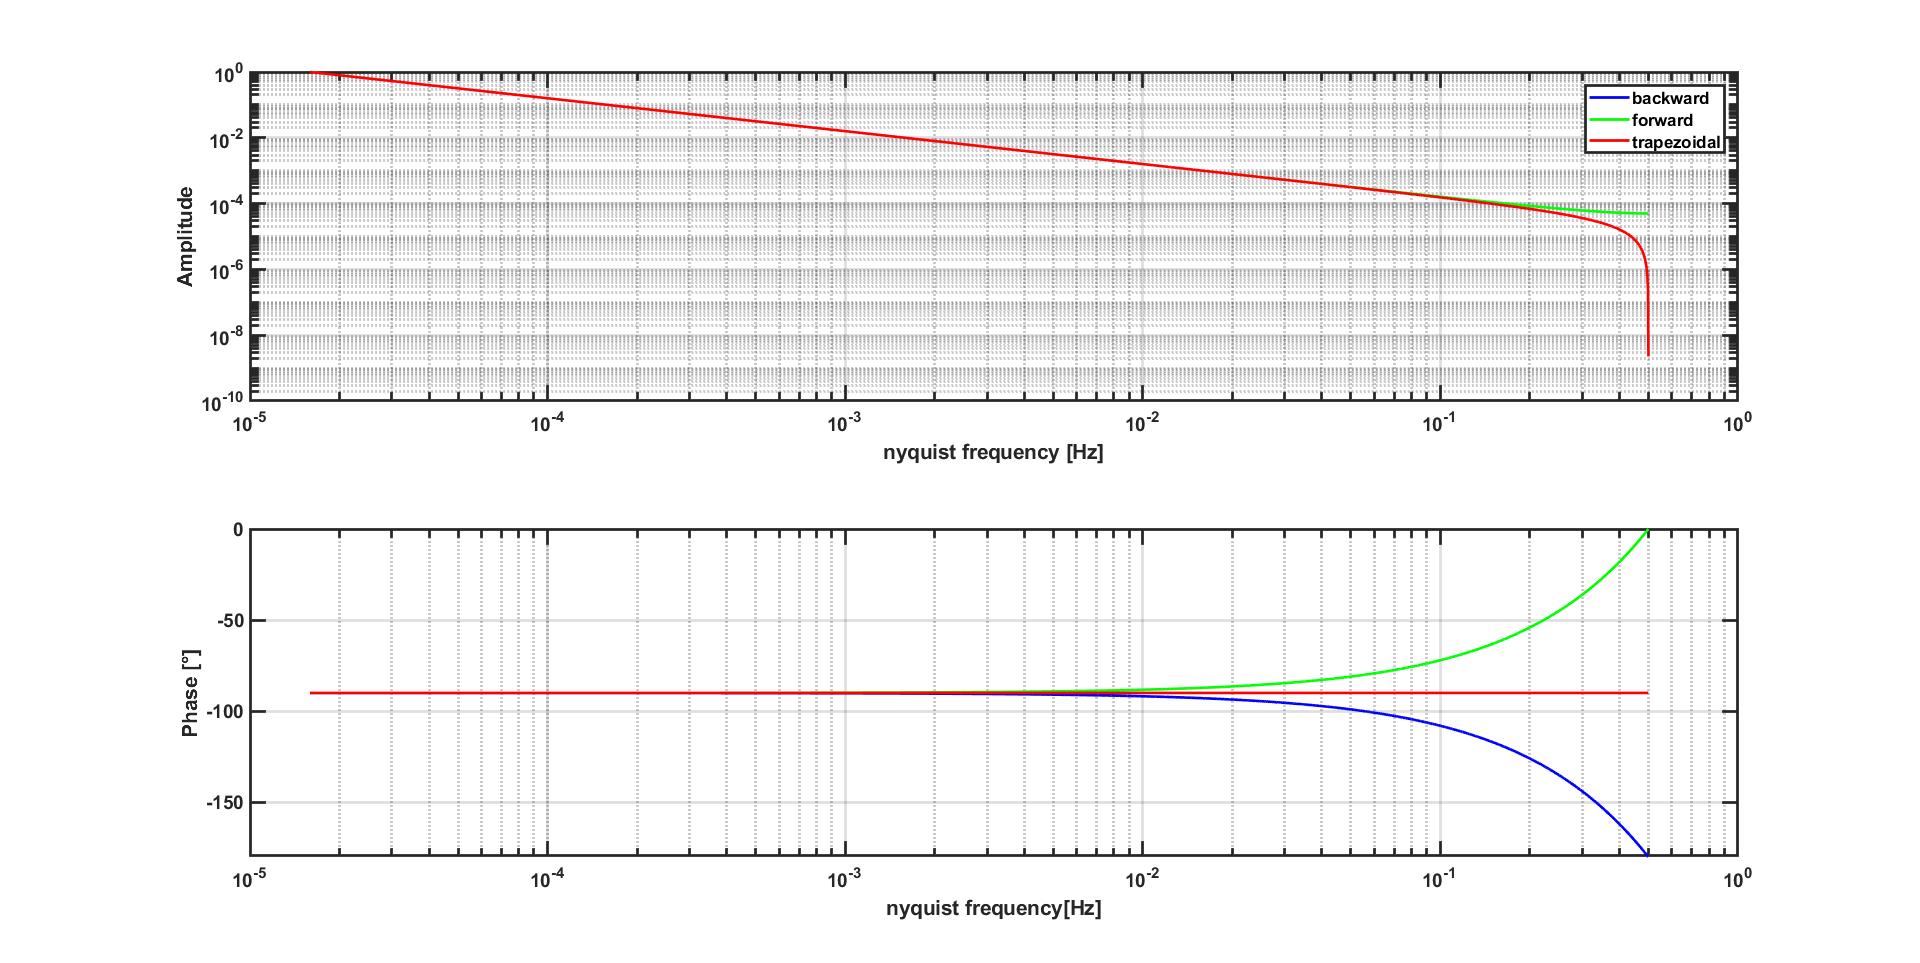 10^0
10^-2
10^-4
10^-6
10^-8
10^-10
Amplitude
backward
forward
trapezoidal
10^-5 10^-4 10^-3 10^-2 10^-1 10^0
nyquist frequency [Hz]
0
-50
-100
-150
Phase [°]
10^-5 10^-4 10^-3 10^-2 10^-1 10^0
nyquist frequency[Hz]